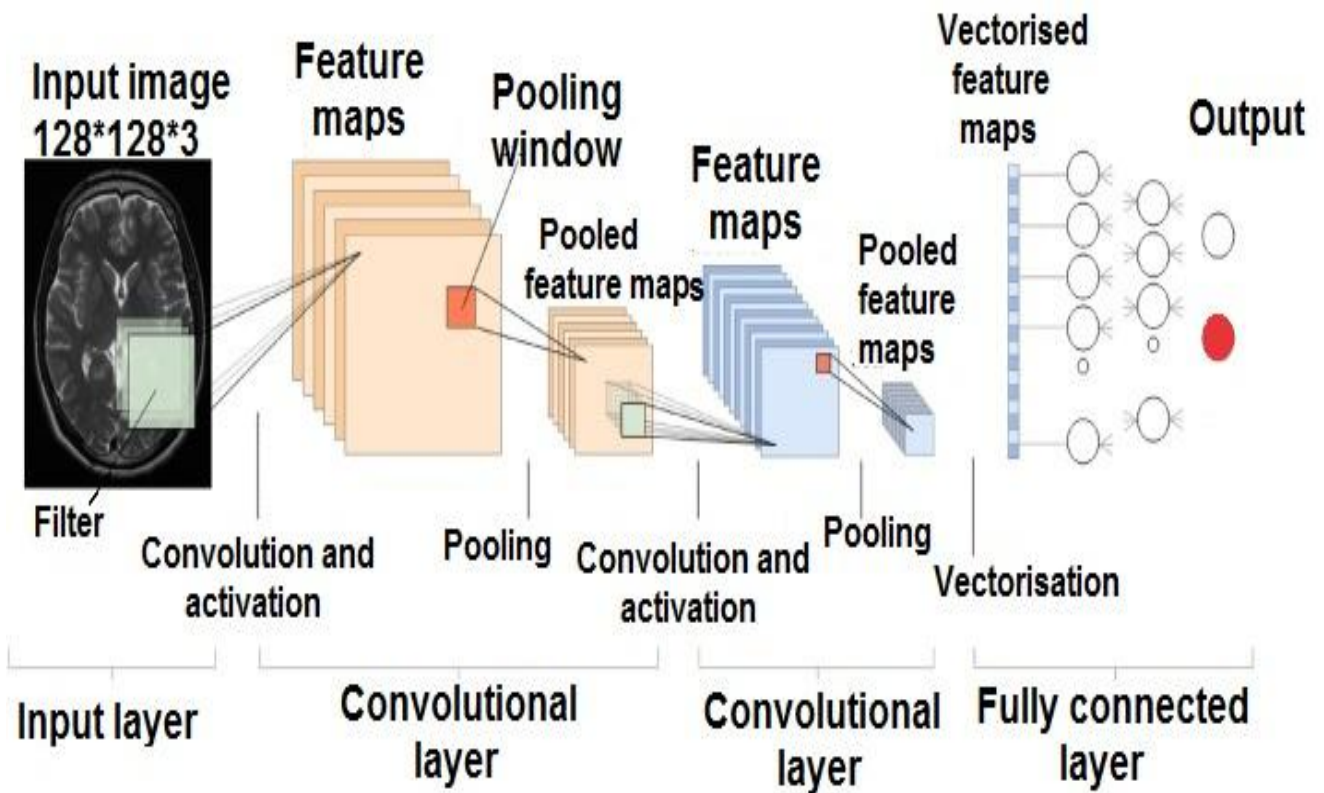 Input image
128*128*3
Feature
maps
Pooling
window
Pooled
feature maps
Feature
maps
Pooled
feature
maps
Vectorised
feature
maps
Output
Filter
Convolution and
activation
Pooling
Convolution and
activation
Pooling
Vectorisation
Input layer
Convolutional
layer
Convolutional
layer
Fully connected
layer